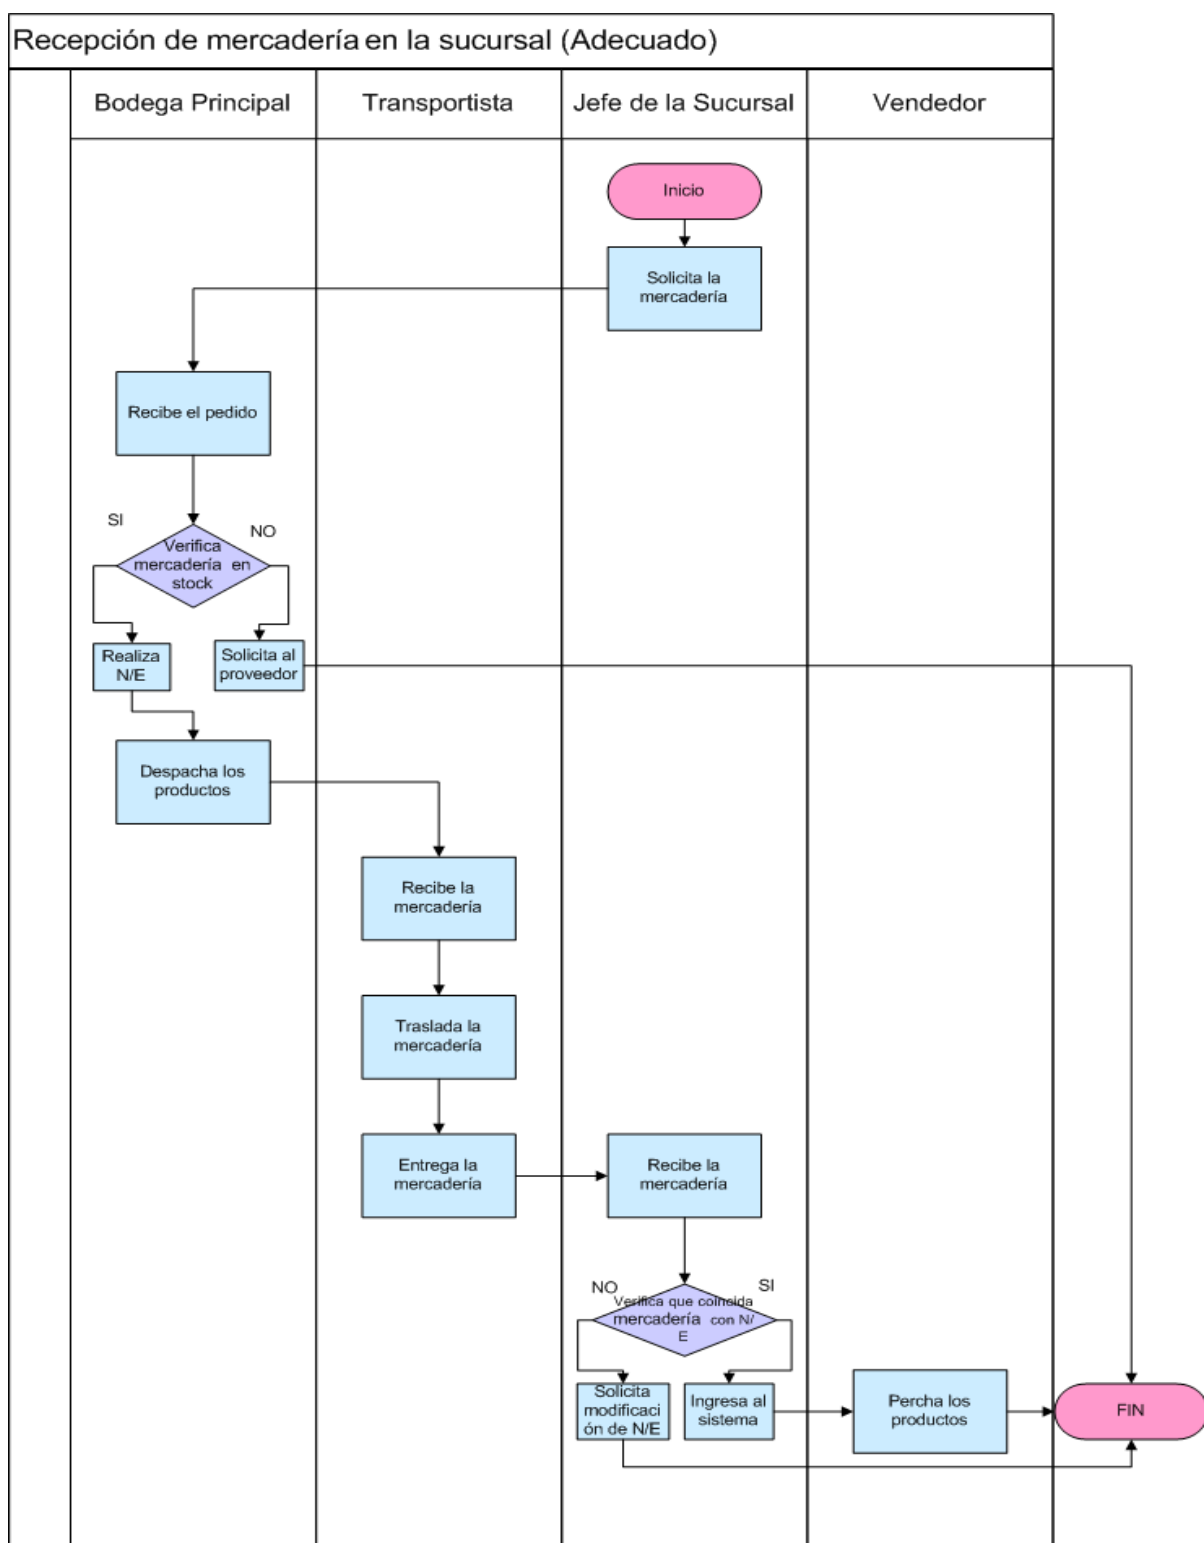 Recepción de mercadería en la sucursal (Adecuado)
Bodega Principal
Transportista
Jefe de la Sucursal
Vendedor
Inicio
Solicita la
mercadería
Recibe el pedido
SI
NO
Verifica
mercadería en
stock
Realiza
N/E
Solicita al
proveedor
Despacha los
productos
Recibe la
mercadería
Traslada la
mercadería
Entrega la
mercadería
Recibe la
mercadería
NO
SI
Verifica que coincida
mercadería con N/
E
Solicita
modificaci
ón de N/E
Ingresa al
sistema
Percha los
productos
FIN